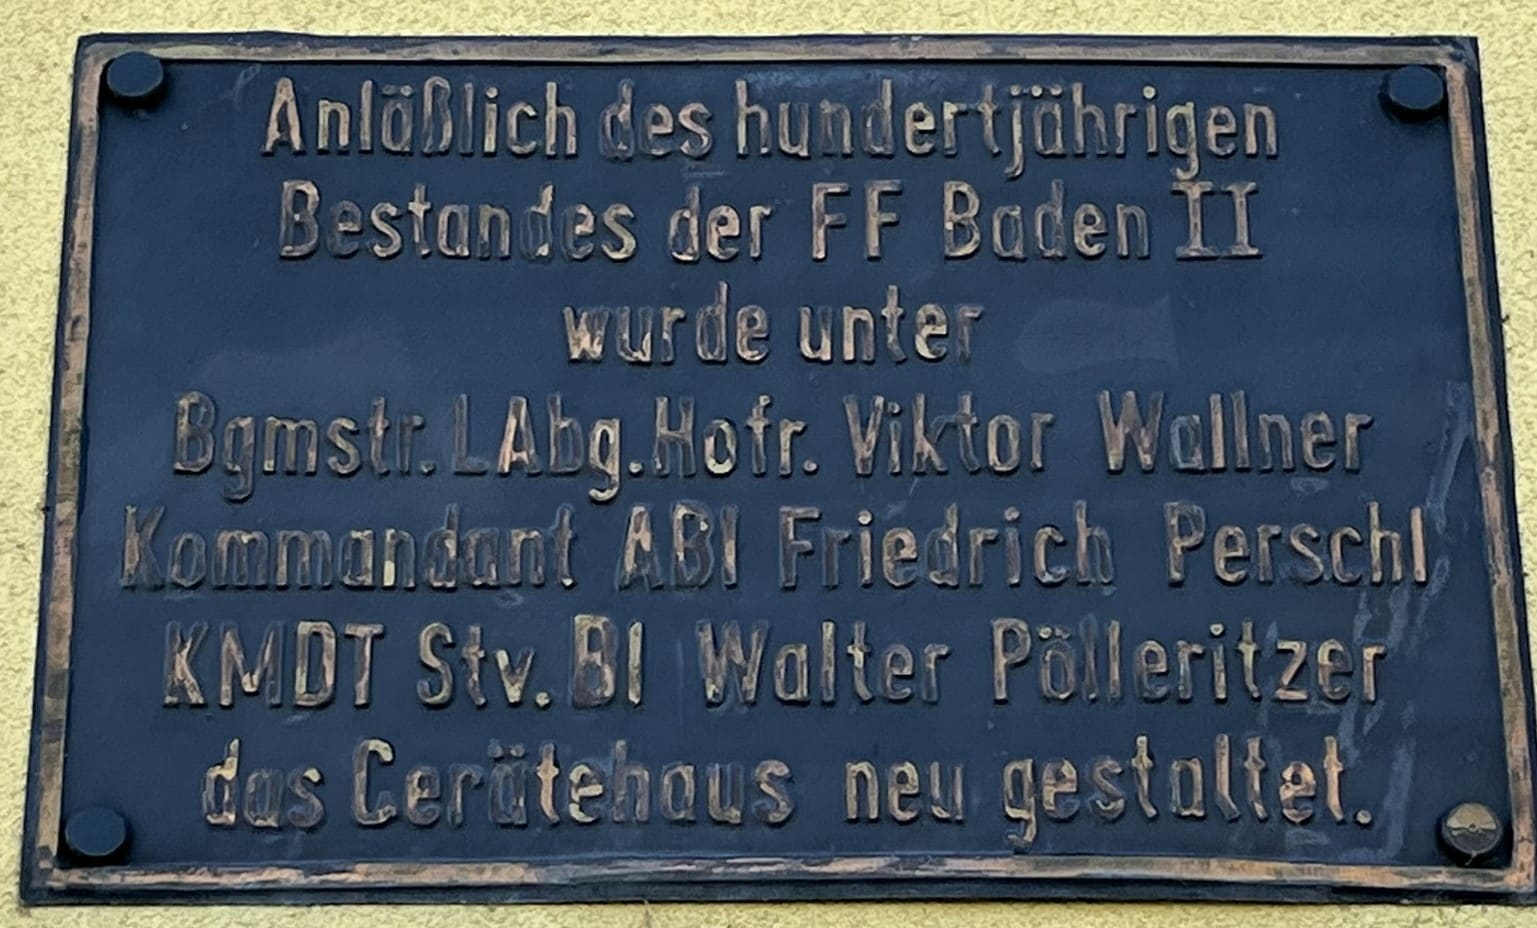 Anläßlich des hundertjährigen
Bestandes der FF Baden II
wurde unter
Bgmstr. LAbg. Hofr. Viktor Wallner
Kommandant ABI Friedrich Perschl
KMDT Stv. BI Walter Pölleritzer
das Gerätehaus neu gestaltet.